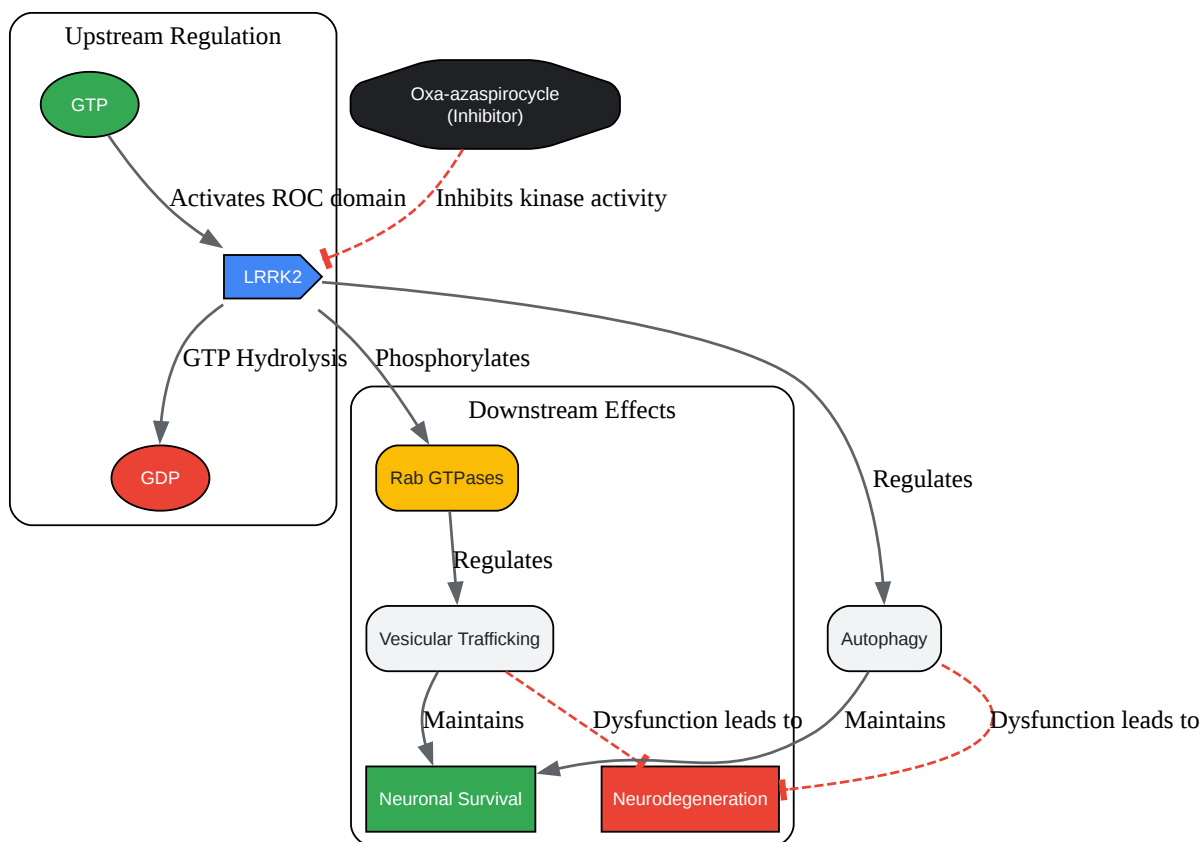 Upstream Regulation
GTP
Oxa-azaspirocycle
(Inhibitor)
Activates ROC domain
Inhibits kinase activity
LRRK2
GTP Hydrolysis
Phosphorylates
Downstream Effects
GDP
Rab GTPases
Regulates
Regulates
Vesicular Trafficking
Autophagy
Maintains
Dysfunction leads to
Maintains
Dysfunction leads to
Neuronal Survival
Neurodegeneration